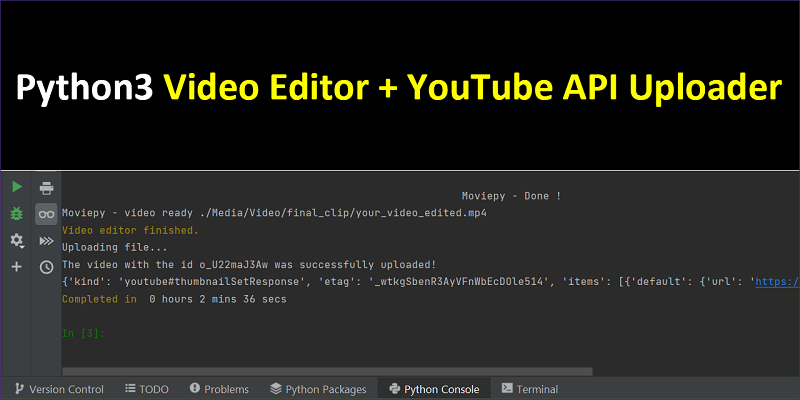 Python3 Video Editor + YouTube API Uploader
Moviepy - Done !
Moviepy - video ready ./Media/Video/final_clip/your_video_edited.mp4
Video editor finished.
Uploading file...
The video with the id o_U22maJ3Aw was successfully uploaded!
{'kind': 'youtube#thumbnailSetResponse', 'etag': '_wtkgSbenR3AyVFnWbEcDOle514', 'items': [{'default': {'url': 'https:/
Completed in  0 hours 2 mins 36 secs
In [3]:
Version Control TODO Problems Python Packages Python Console Terminal